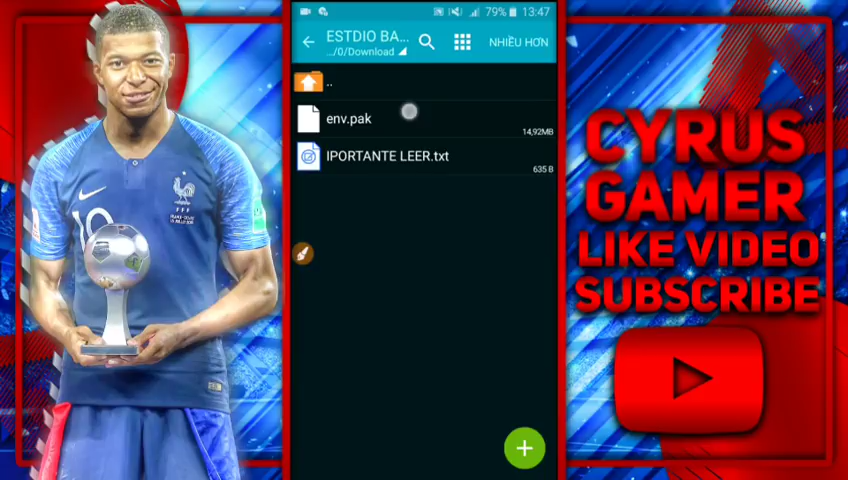 79% 13:47
ESTDIO BA...
.../0/Download
NHIỀU HƠN
..
env.pak
14,92MB
IPORTANTE LEER.txt
635 B
10
FFF
CYRUS
GAMER
LIKE VIDEO
SUBSCRIBE